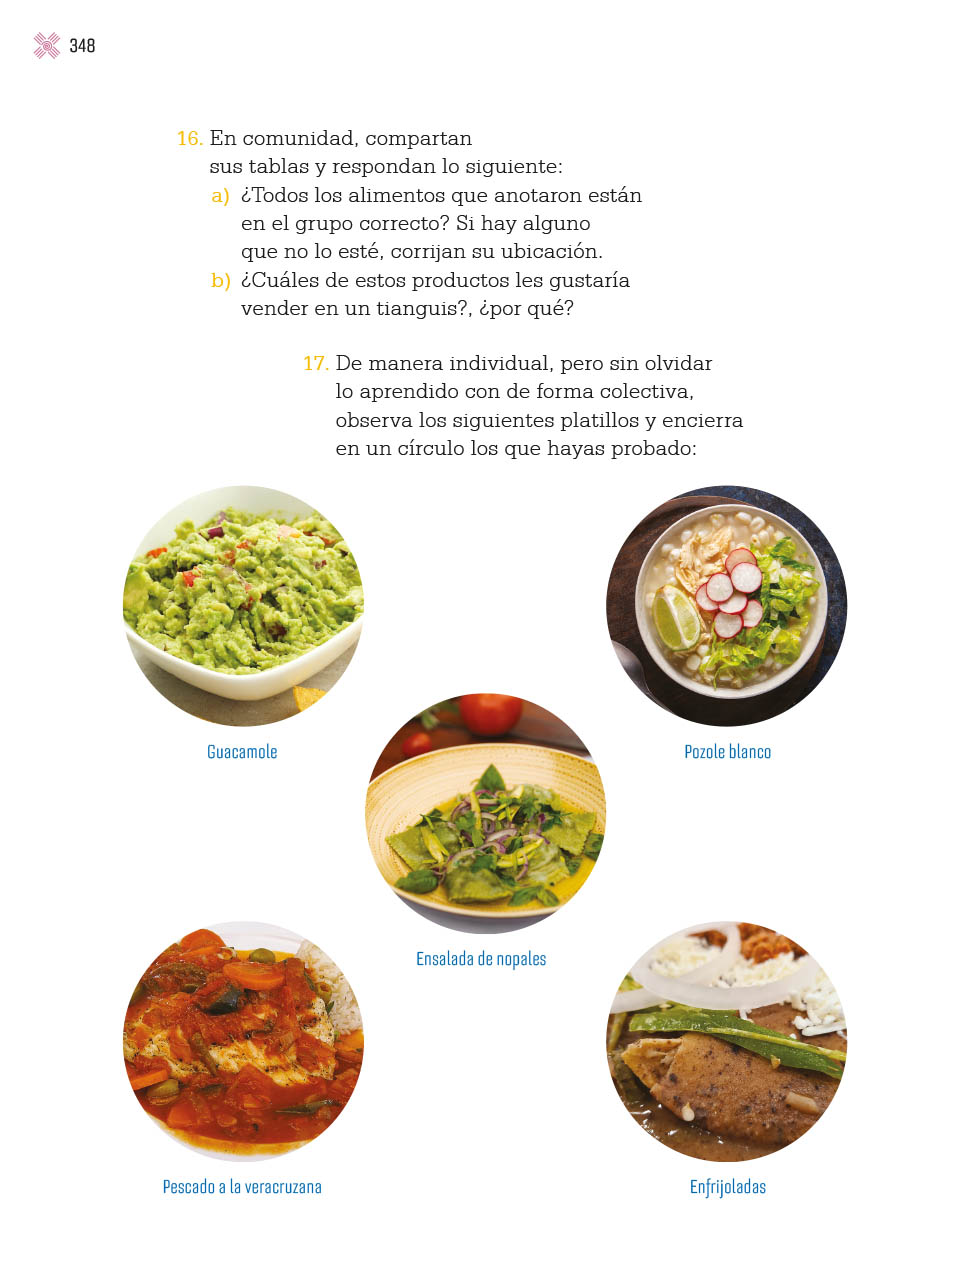 348
16. En comunidad, compartan
sus tablas y respondan lo siguiente:
a) ¿Todos los alimentos que anotaron están
en el grupo correcto? Si hay alguno
que no lo esté, corrijan su ubicación.
b) ¿Cuáles de estos productos les gustaría
vender en un tianguis?, ¿por qué?
17. De manera individual, pero sin olvidar
lo aprendido con de forma colectiva,
observa los siguientes platillos y encierra
en un círculo los que hayas probado:
Guacamole
Pozole blanco
Ensalada de nopales
Pescado a la veracruzana
Enfrijoladas